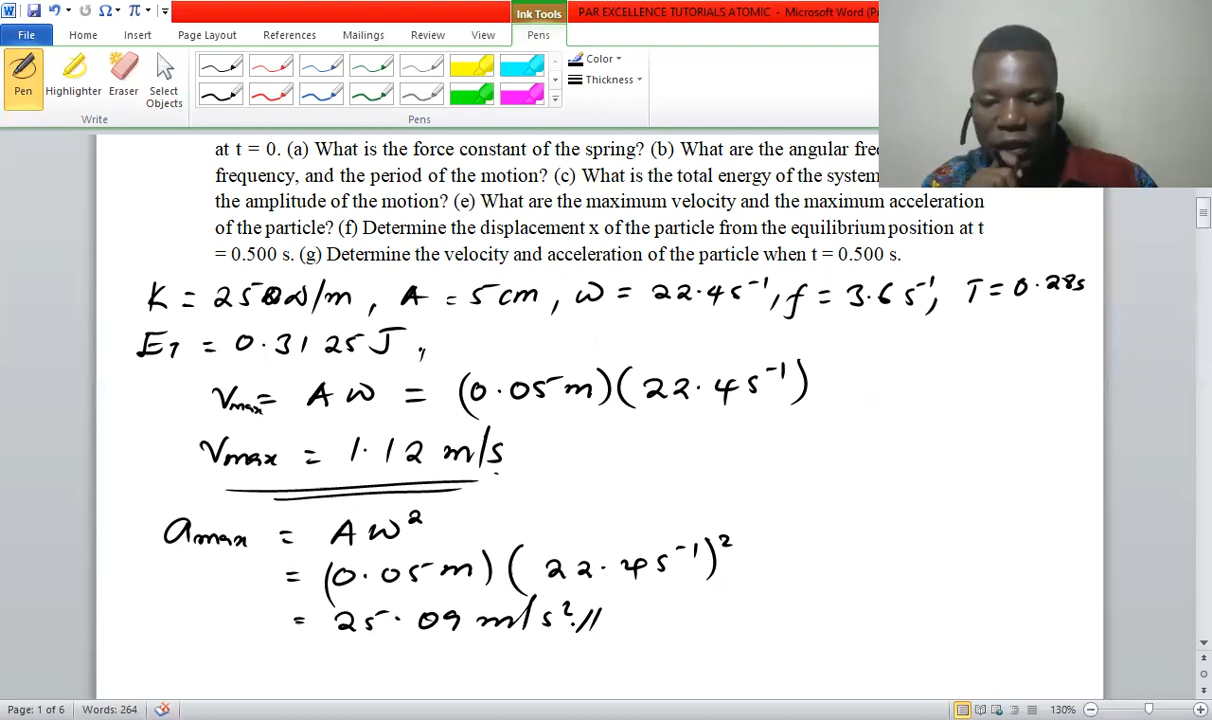 Ink Tools
PAR EXCELLENCE TUTORIALS ATOMIC - Microsoft Word
File Home Insert Page Layout References Mailings Review View Pens
Pen Highlighter Eraser Select Objects
Color
Thickness
Write Pens
at t = 0. (a) What is the force constant of the spring? (b) What are the angular
frequency, and the period of the motion? (c) What is the total energy of the system
the amplitude of the motion? (e) What are the maximum velocity and the maximum acceleration
of the particle? (f) Determine the displacement x of the particle from the equilibrium position at t
= 0.500 s. (g) Determine the velocity and acceleration of the particle when t = 0.500 s.
K = 250N/m, A = 5cm, ω = 22.4s⁻¹, f = 3.6s⁻¹, T = 0.28s
E_T = 0.3125J,
V_max = Aω = (0.05m)(22.4s⁻¹)
V_max = 1.12 m/s
a_max = Aω²
= (0.05m)(22.4s⁻¹)²
= 25.09 m/s².//
Page: 1 of 6 Words: 264 130%